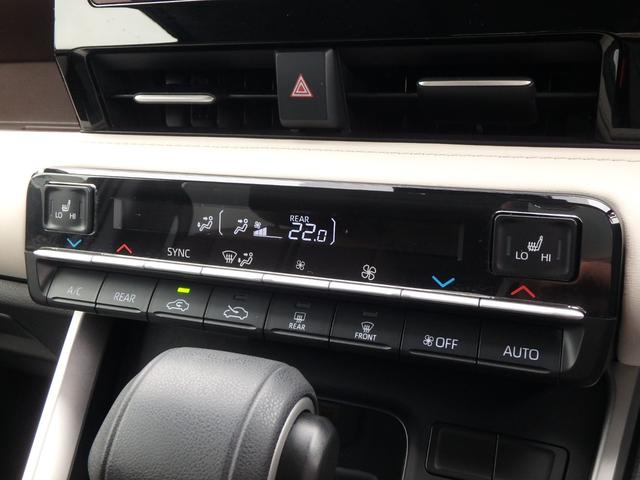 REAR
22.0
LO HI
LO HI
SYNC
A/C
REAR
REAR
FRONT
OFF
AUTO